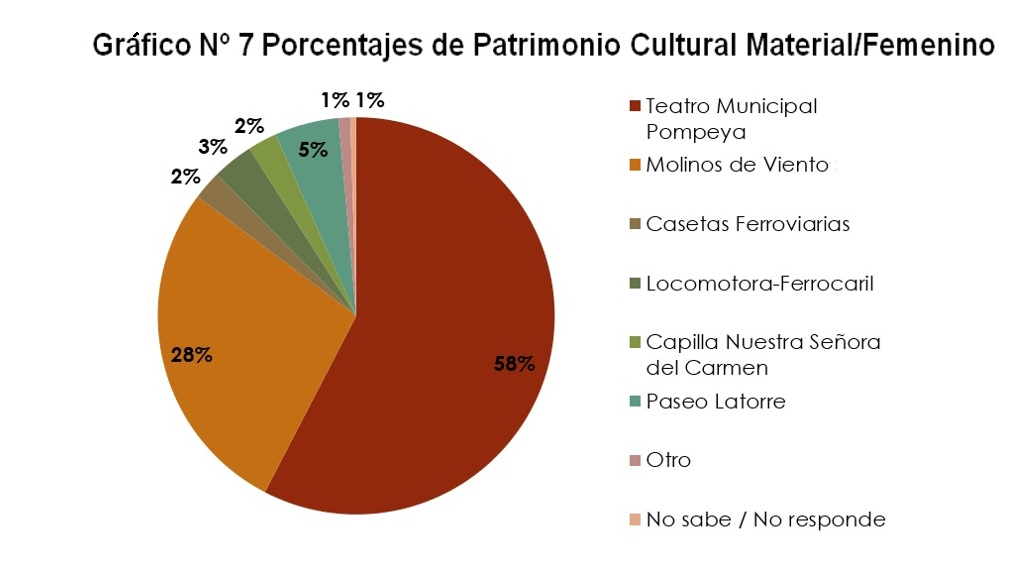 Gráfico Nº 7 Porcentajes de Patrimonio Cultural Material/Femenino
1% 1%
2%
3%
5%
2%
28%
58%
Teatro Municipal
Pompeya
Molinos de Viento
Casetas Ferroviarias
Locomotora-Ferrocaril
Capilla Nuestra Señora
del Carmen
Paseo Latorre
Otro
No sabe / No responde